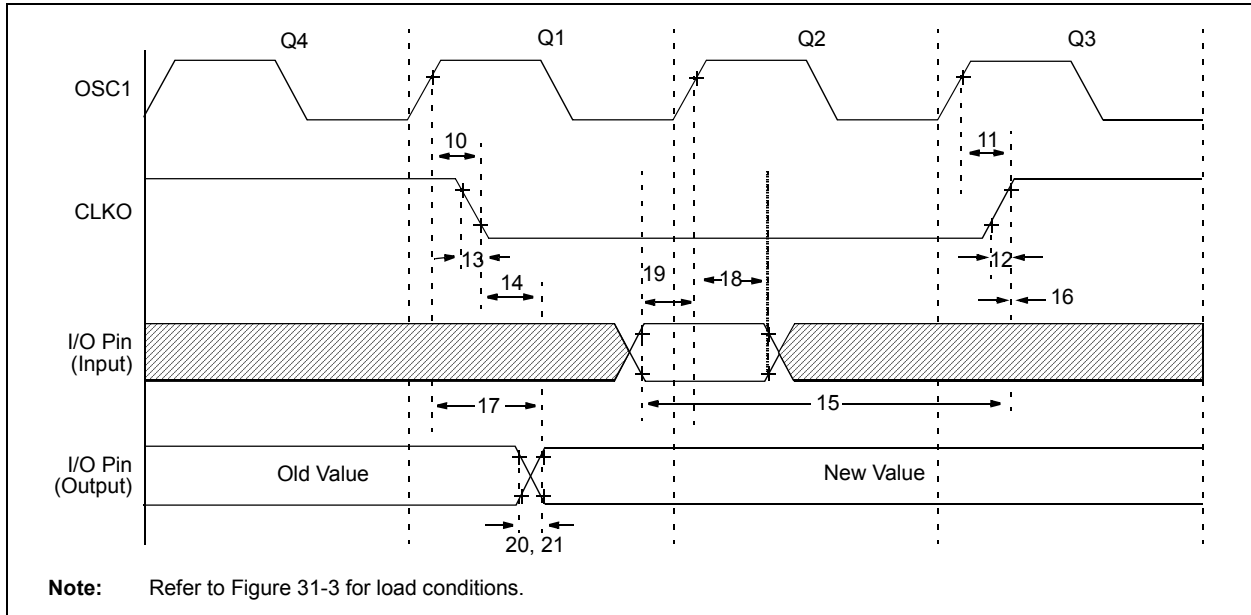 Q4
Q1
Q2
Q3
OSC1
10
11
CLKO
13
14
19
18
12
16
I/O Pin
(Input)
17
15
I/O Pin
(Output)
Old Value
New Value
20, 21
Note: Refer to Figure 31-3 for load conditions.